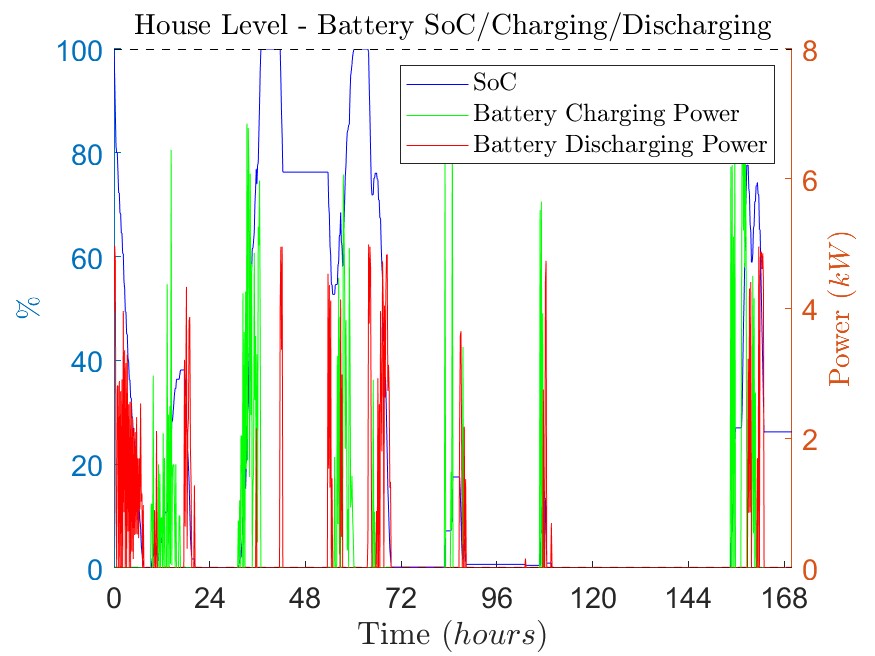 House Level - Battery SoC/Charging/Discharging
100
80
60
40
20
0
%
8
6
4
2
0
Power (kW)
SoC
Battery Charging Power
Battery Discharging Power
0 24 48 72 96 120 144 168
Time (hours)